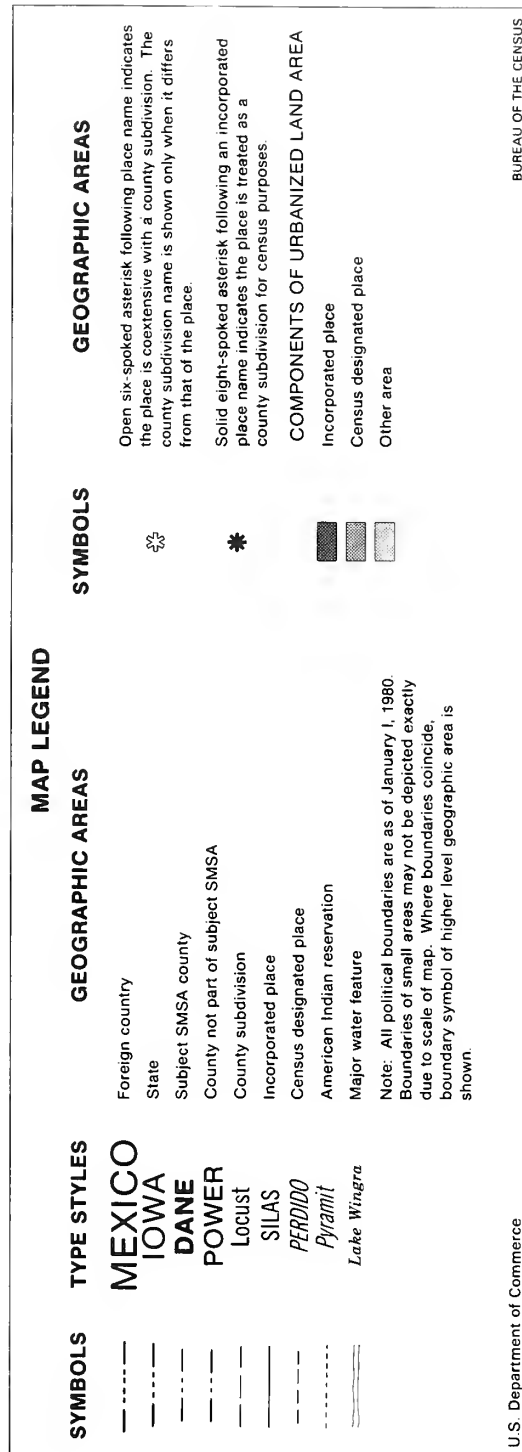 MAP LEGEND
SYMBOLS TYPE STYLES GEOGRAPHIC AREAS
MEXICO Foreign country
IOWA State
DANE Subject SMSA county
POWER County not part of subject SMSA
Locust County subdivision
SILAS Incorporated place
PERDIDO Census designated place
Pyramit American Indian reservation
Lake Wingra Major water feature
Note: All political boundaries are as of January 1, 1980.
Boundaries of small areas may not be depicted exactly
due to scale of map. Where boundaries coincide,
boundary symbol of higher level geographic area is
shown.
SYMBOLS GEOGRAPHIC AREAS
Open six-spoked asterisk following place name indicates
the place is coextensive with a county subdivision. The
county subdivision name is shown only when it differs
from that of the place.
Solid eight-spoked asterisk following an incorporated
place name indicates the place is treated as a
county subdivision for census purposes.
COMPONENTS OF URBANIZED LAND AREA
Incorporated place
Census designated place
Other area
U.S. Department of Commerce
BUREAU OF THE CENSUS